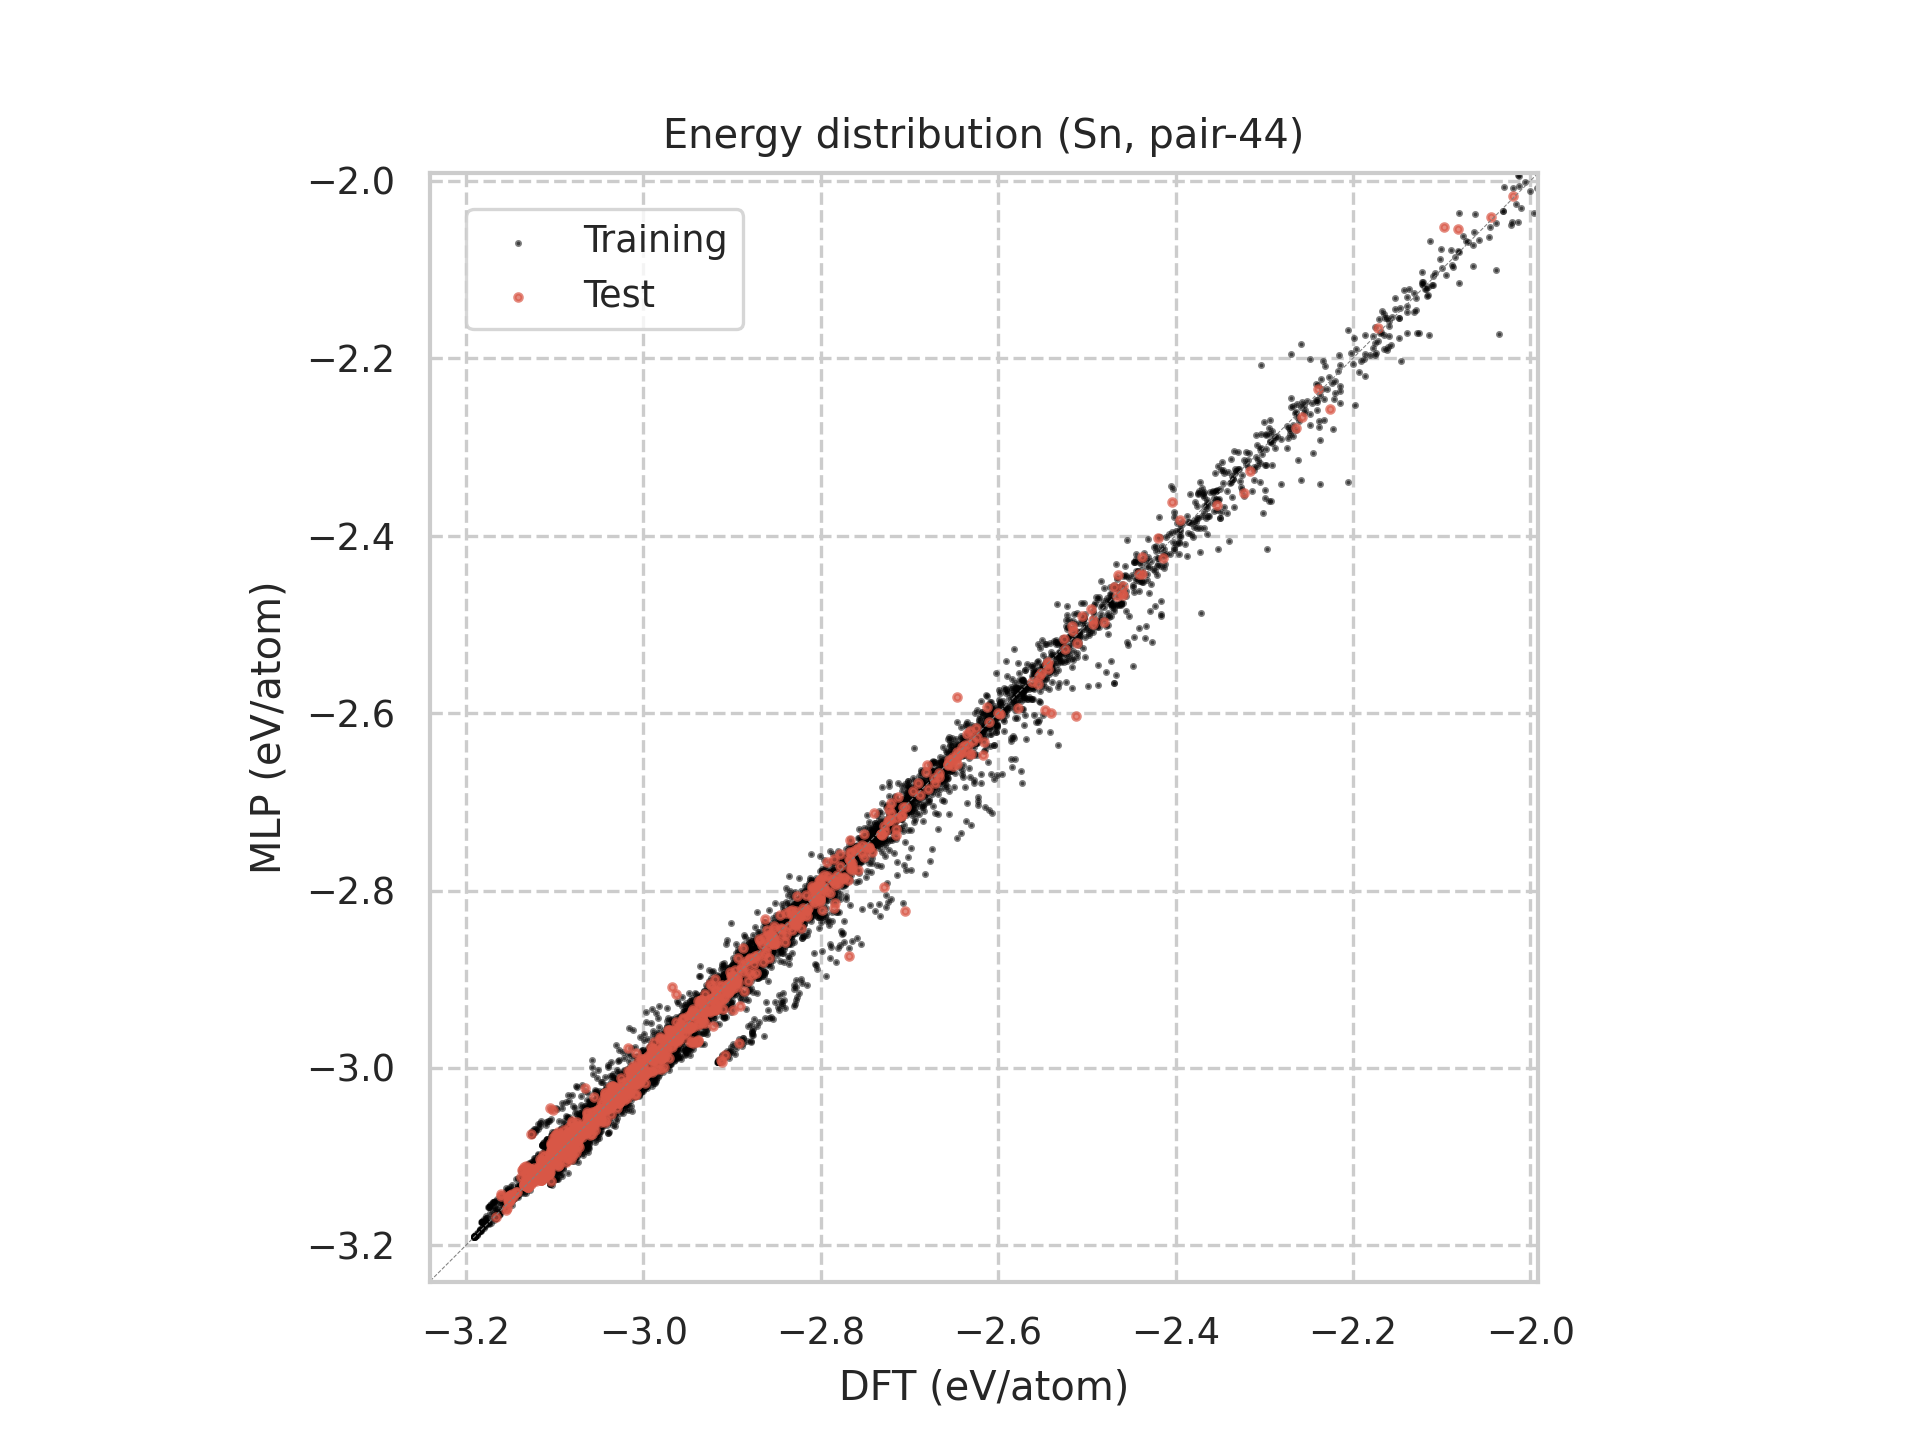 Energy distribution (Sn, pair-44)
−2.0
−2.2
−2.4
−2.6
−2.8
−3.0
−3.2
MLP (eV/atom)
Training
Test
−3.2 −3.0 −2.8 −2.6 −2.4 −2.2 −2.0
DFT (eV/atom)